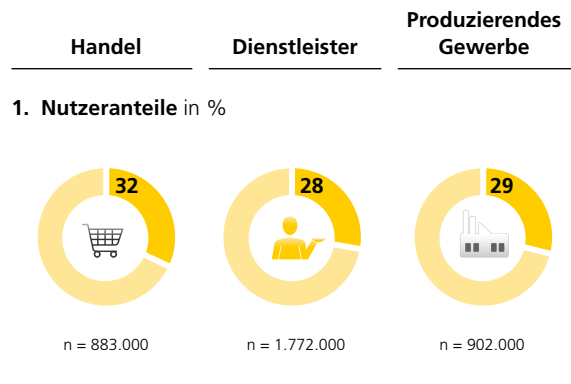 Handel
Dienstleister
Produzierendes
Gewerbe
1. Nutzeranteile in %
32
28
29
n = 883.000
n = 1.772.000
n = 902.000